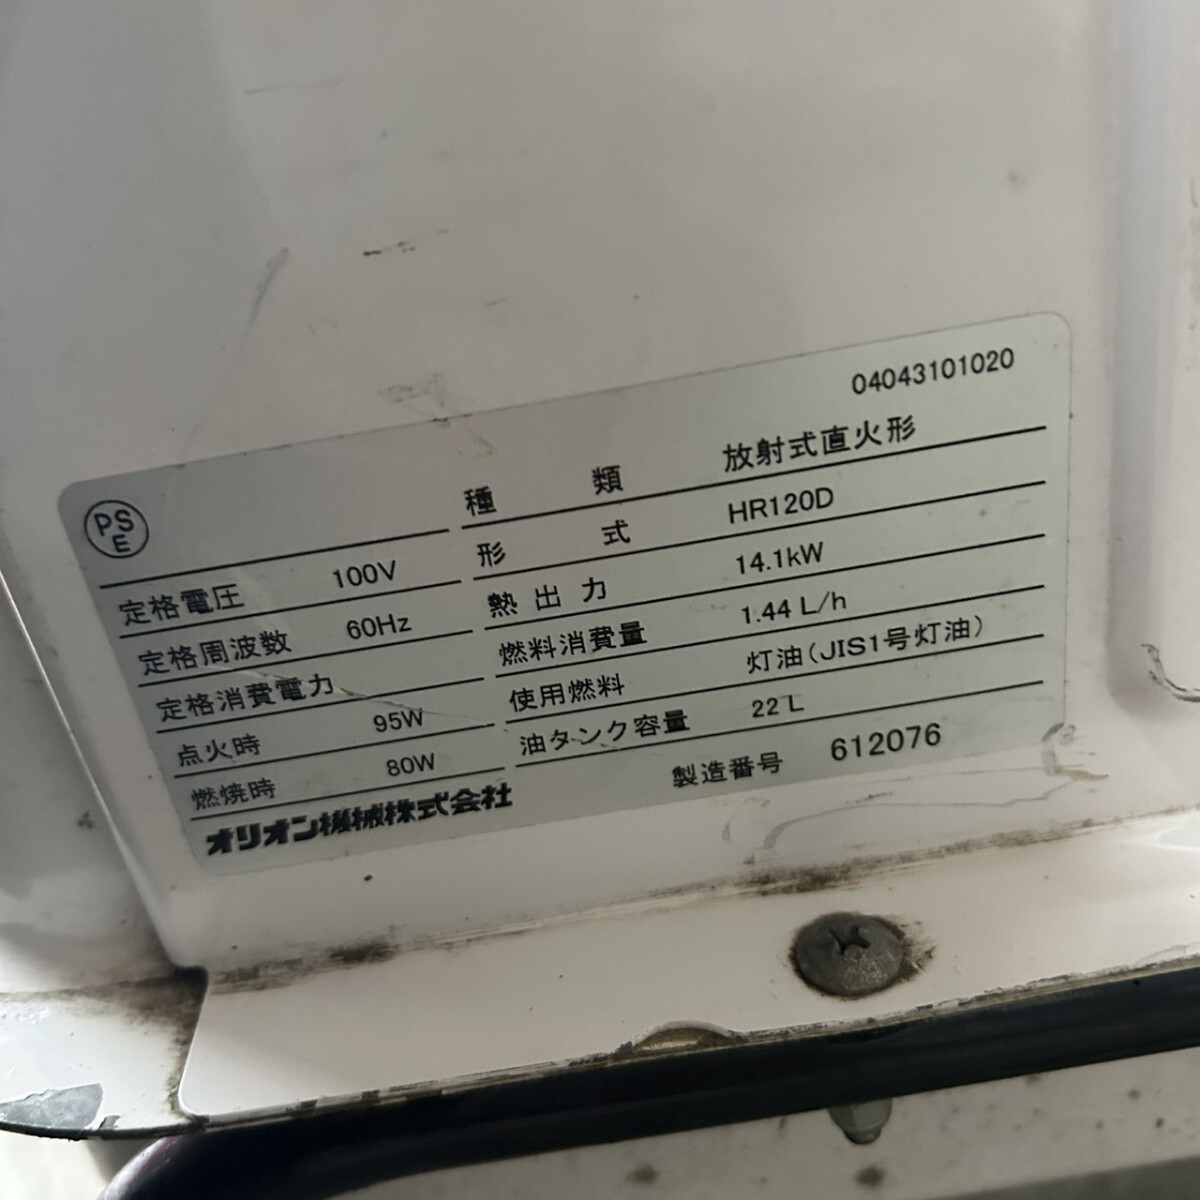 04043101020
PSE
種類 放射式直火形
形式 HR120D
熱出力 14.1kW
燃料消費量 1.44 L/h
使用燃料 灯油(JIS1号灯油)
油タンク容量 22 L
定格電圧 100V
定格周波数 60Hz
定格消費電力
点火時 95W
燃焼時 80W
オリオン機械株式会社
製造番号 612076